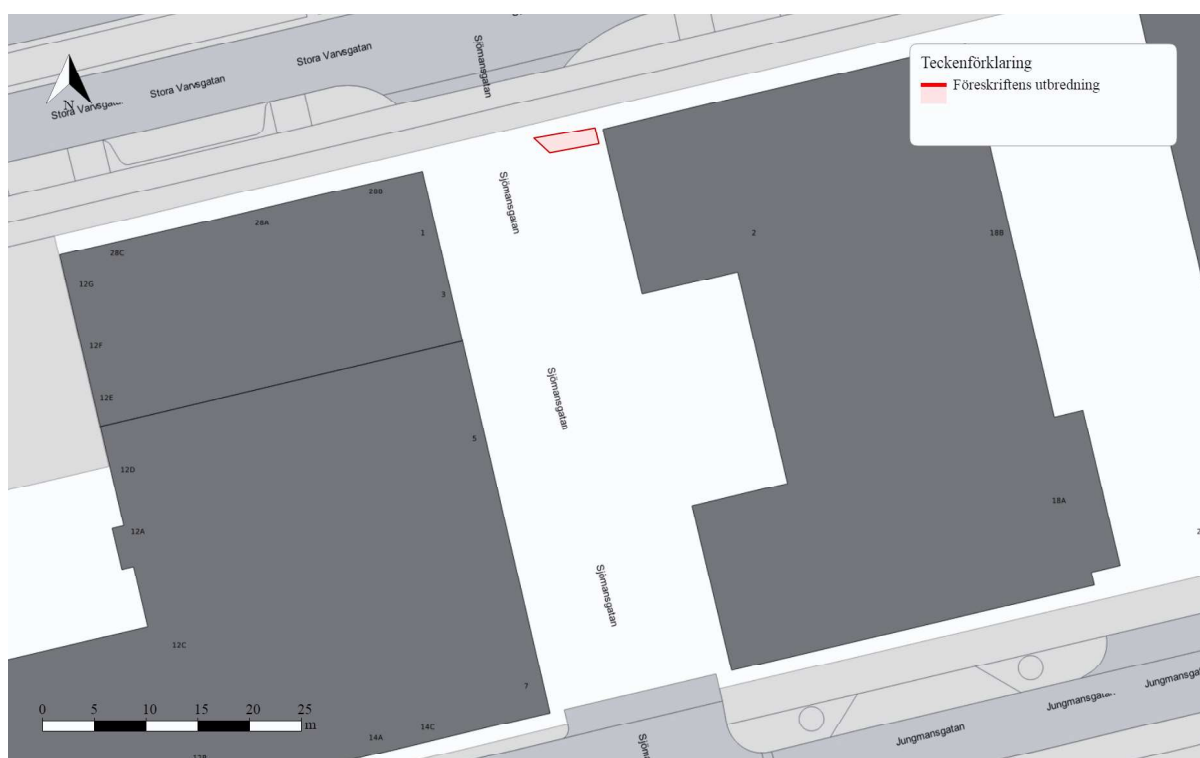 Stora Varvsgatan
Sjömansgatan
Stora Varvsgatan
Stora Varvsgatan
N
Teckenförklaring
Föreskriftens utbredning
Sjömansgatan
28B
28A
28C
1
2
18B
12G
3
12F
Sjömansgatan
12E
5
12D
18A
12A
Sjömansgatan
12C
7
Jungmansgatan
Jungmansgatan
Jungmansgatan
0 5 10 15 20 25
m
14C
14A
12B